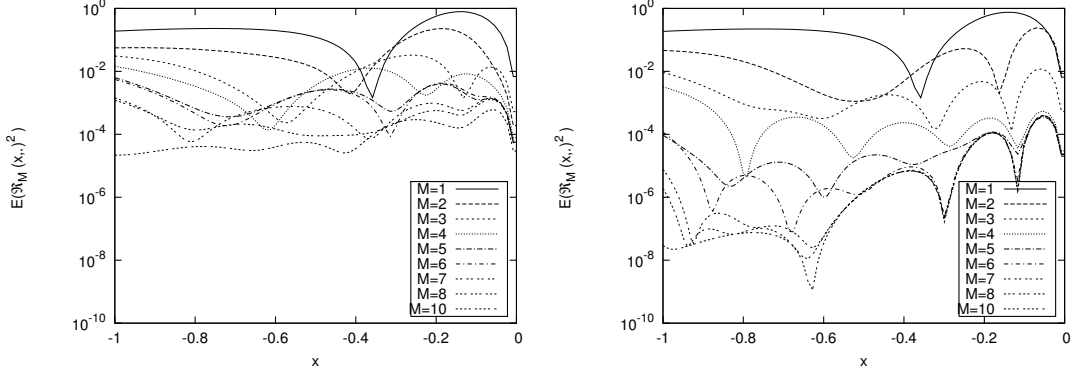 10^0
10^-2
10^-4
10^-6
10^-8
10^-10
E(ℜ_M (x,.)^2 )
M=1
M=2
M=3
M=4
M=5
M=6
M=7
M=8
M=10
-1
-0.8
-0.6
-0.4
-0.2
0
x
10^0
10^-2
10^-4
10^-6
10^-8
10^-10
E(ℜ_M (x,.)^2 )
M=1
M=2
M=3
M=4
M=5
M=6
M=7
M=8
M=10
-1
-0.8
-0.6
-0.4
-0.2
0
x